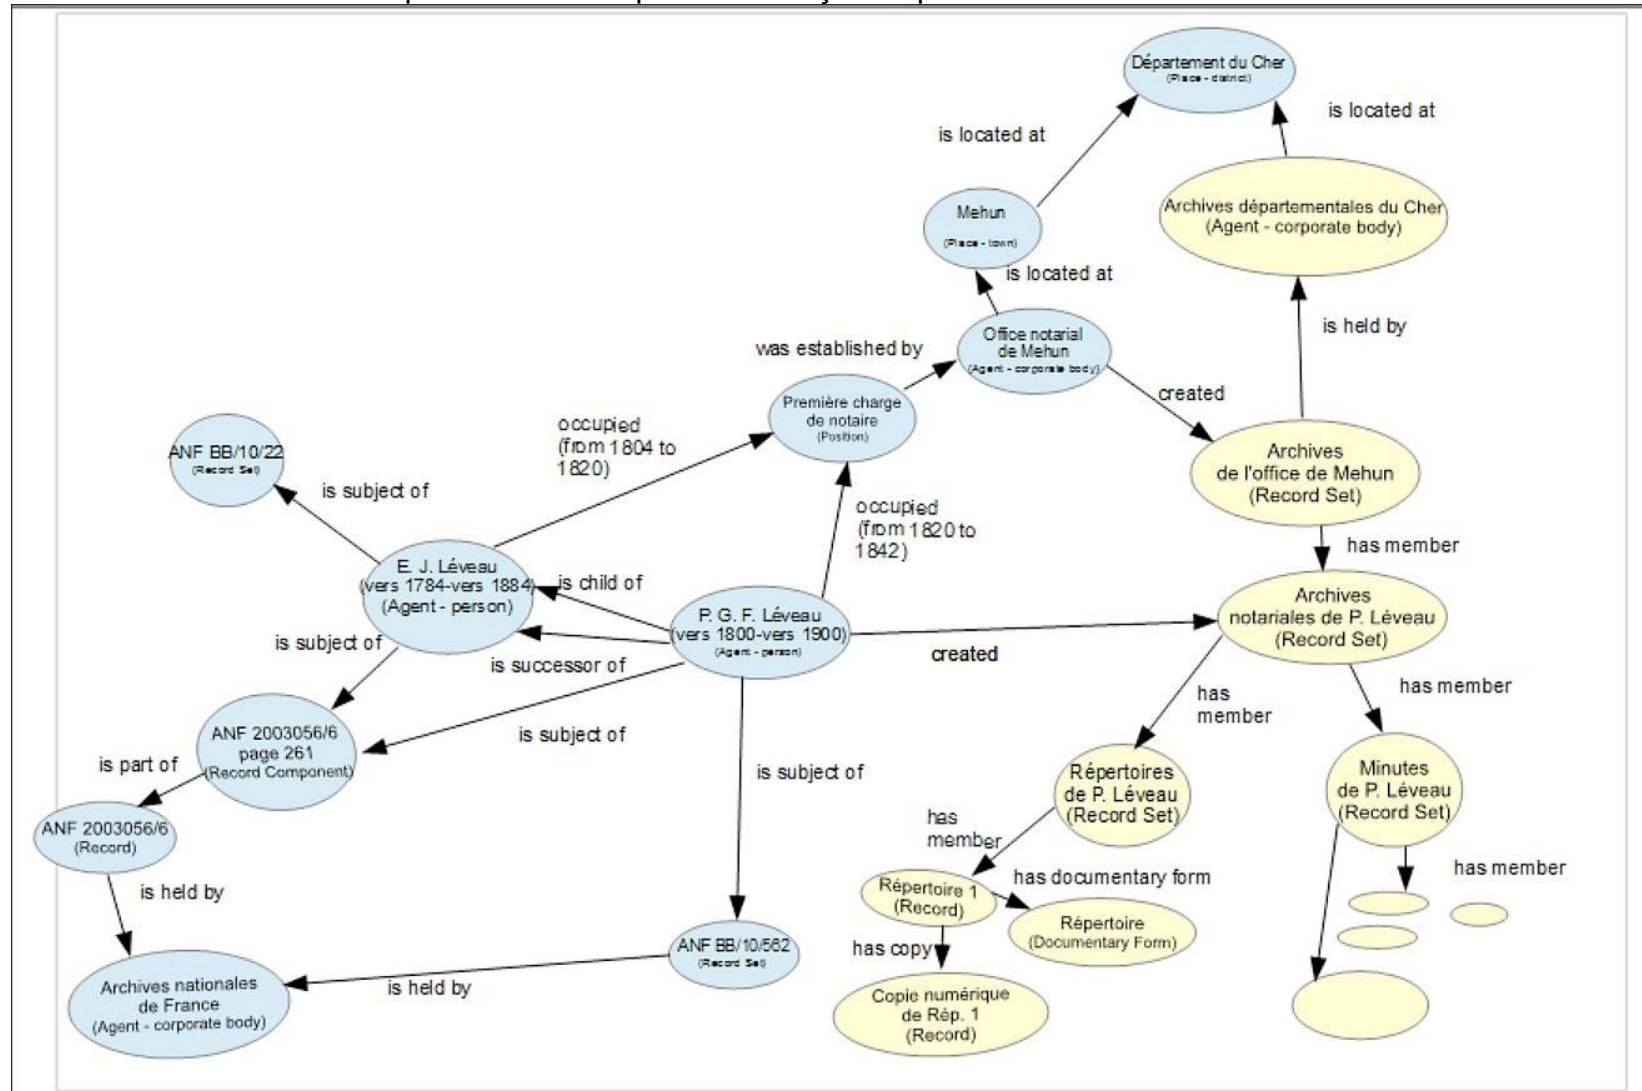 Département du Cher
(Place - district)
is located at
is located at
Mehun
(Place - town)
Archives départementales du Cher
(Agent - corporate body)
is located at
is held by
Office notarial
de Mehun
(Agent - corporate body)
was established by
Première charge
de notaire
(Position)
created
occupied
(from 1804 to
1820)
ANF BB/10/22
(Record Set)
is subject of
Archives
de l'office de Mehun
(Record Set)
occupied
(from 1820 to
1842)
has member
E. J. Léveau
(vers 1784-vers 1884)
(Agent - person)
is child of
P. G. F. Léveau
(vers 1800-vers 1900)
(Agent - person)
Archives
notariales de P. Léveau
(Record Set)
is subject of
is successor of
created
has member
has
member
ANF 2003056/6
page 261
(Record Component)
is subject of
is part of
is subject of
Répertoires
de P. Léveau
(Record Set)
Minutes
de P. Léveau
(Record Set)
ANF 2003056/6
(Record)
has
member
has member
is held by
Répertoire 1
(Record)
has documentary form
Répertoire
(Documentary Form)
ANF BB/10/562
(Record Set)
has copy
is held by
Archives nationales
de France
(Agent - corporate body)
Copie numérique
de Rép. 1
(Record)